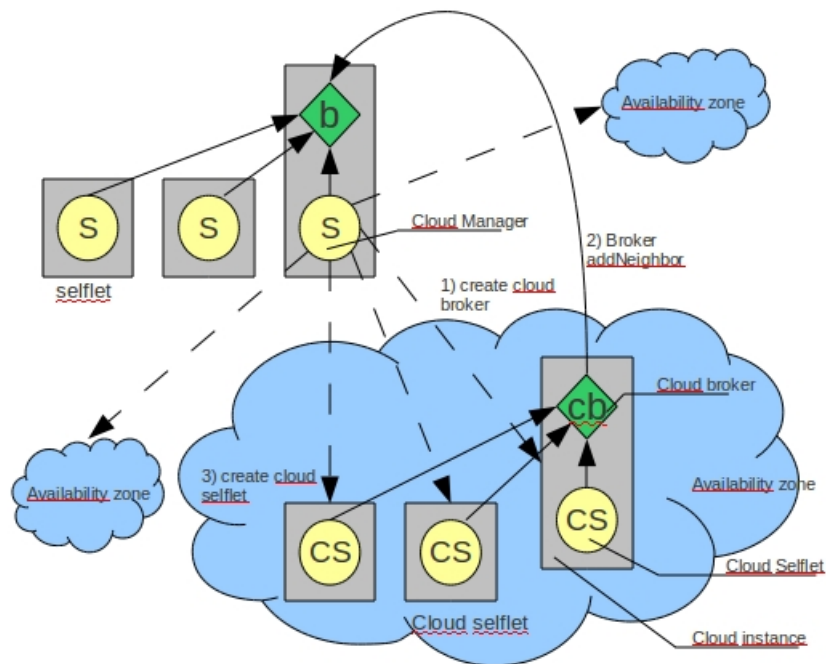 b
Availability zone
S
S
S
Cloud Manager
selflet
2) Broker
addNeighbor
1) create cloud
broker
Cloud broker
cb
3) create cloud
selflet
Availability zone
Availability zone
CS
CS
CS
Cloud Selflet
Cloud selflet
Cloud instance